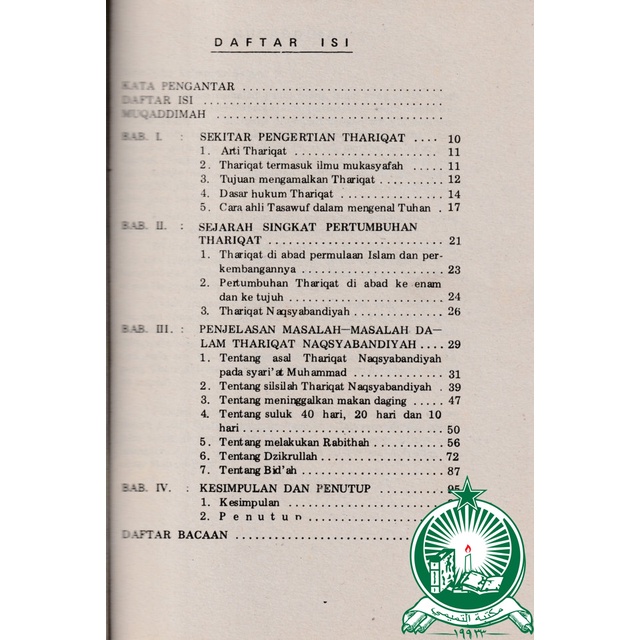 DAFTAR ISI
KATA PENGANTAR ..............................
DAFTAR ISI ..................................
MUQADDIMAH .................................
BAB. I. : SEKITAR PENGERTIAN THARIQAT .... 10
1. Arti Thariqat ........................ 11
2. Thariqat termasuk ilmu mukasyafah ..... 11
3. Tujuan mengamalkan Thariqat .......... 12
4. Dasar hukum Thariqat ................. 14
5. Cara ahli Tasawuf dalam mengenal Tuhan . 17
BAB II. : SEJARAH SINGKAT PERTUMBUHAN
THARIQAT ............................. 21
1. Thariqat di abad permulaan Islam dan per-
kembangannya ........................ 23
2. Pertumbuhan Thariqat di abad ke enam
dan ke tujuh ......................... 24
3. Thariqat Naqsyabandiyah .............. 26
BAB. III. : PENJELASAN MASALAH—MASALAH DA—
LAM THARIQAT NAQSYABANDIYAH .... 29
1. Tentang asal Thariqat Naqsyabandiyah
pada syari'at Muhammad .............. 31
2. Tentang silsilah Thariqat Naqsyabandiyah . 39
3. Tentang meninggalkan makan daging ..... 47
4. Tentang suluk 40 hari, 20 hari dan 10
hari ................................ 50
5. Tentang melakukan Rabithah ........... 56
6. Tentang Dzikrullah ................... 72
7. Tentang Bid'ah ....................... 87
BAB. IV. : KESIMPULAN DAN PENUTUP .......... 95
1. Kesimpulan ..........................
2. Penutup ............................
DAFTAR BACAAN ..............................
مكتبة التميمي
١٩٩٣